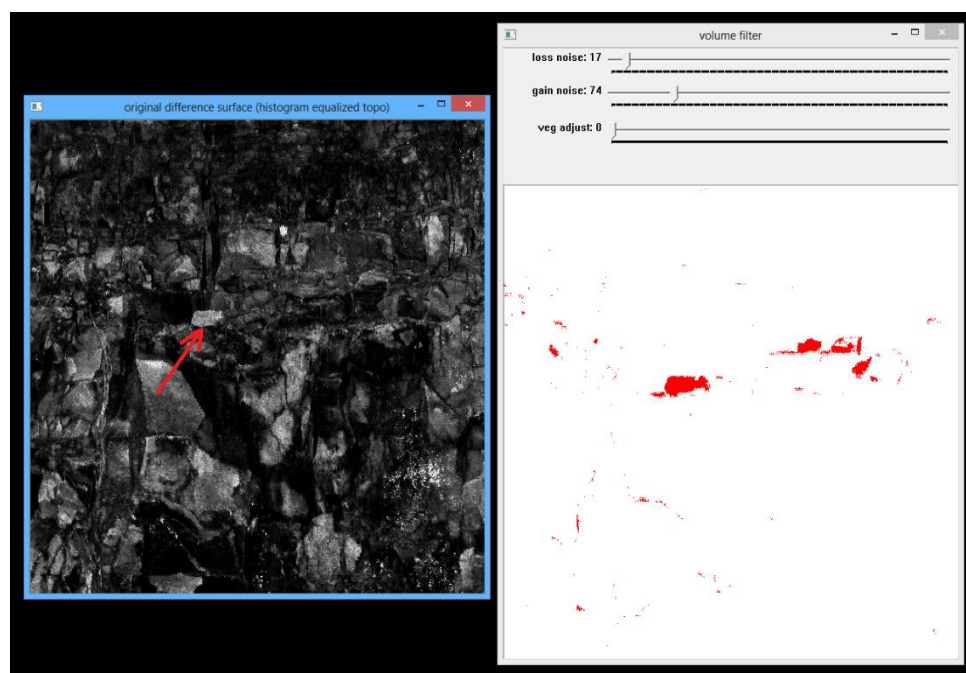 original difference surface (histogram equalized topo)
volume filter
loss noise: 17
gain noise: 74
veg adjust: 0